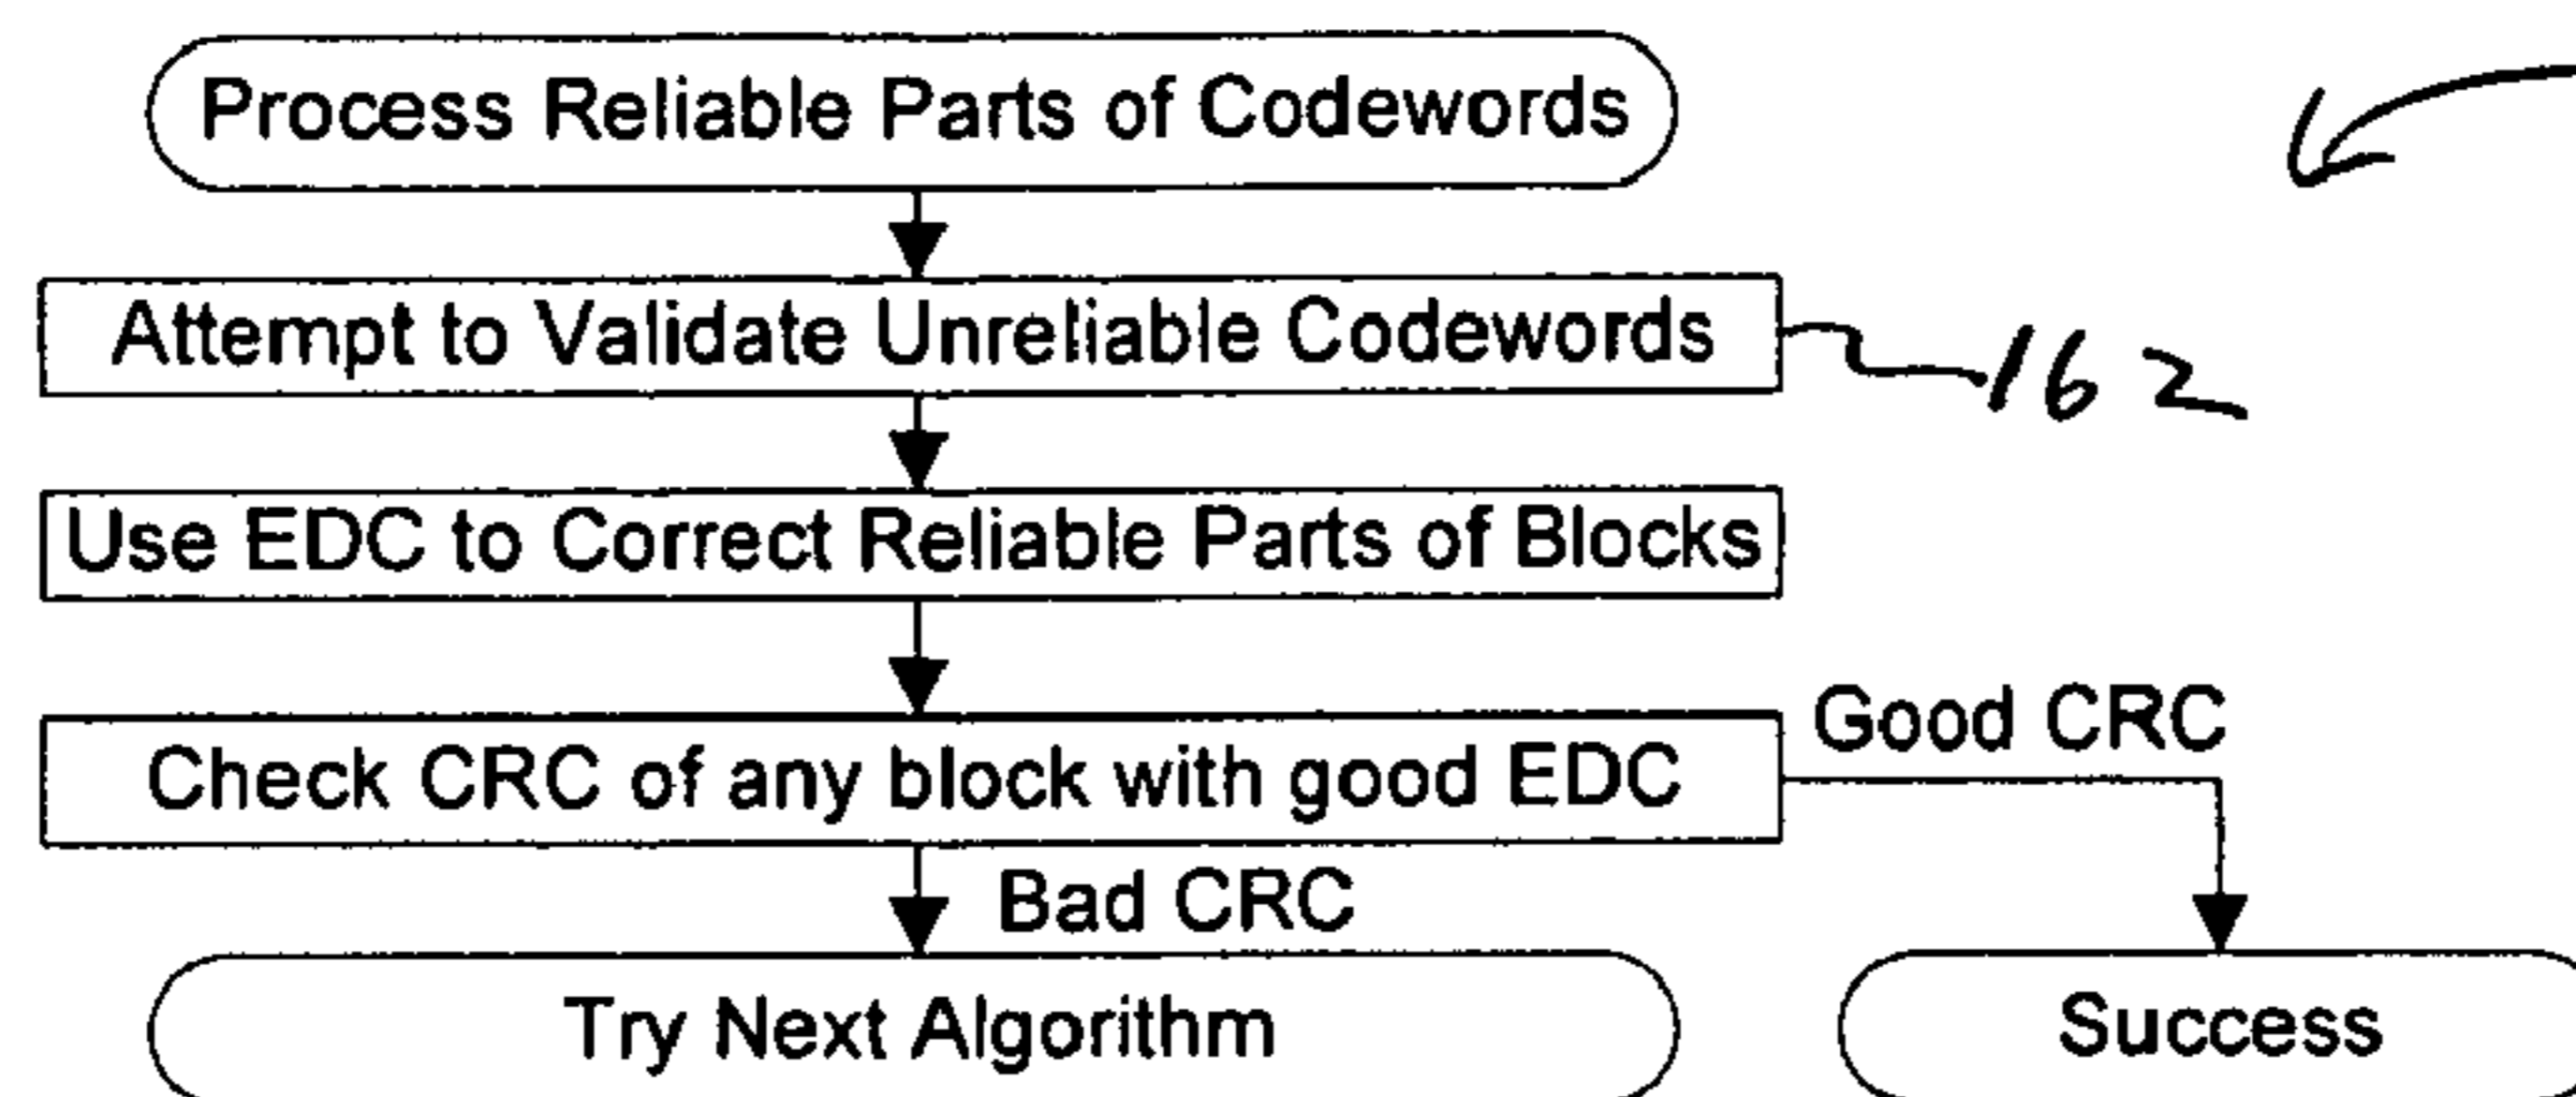 Process Reliable Parts of Codewords
Attempt to Validate Unreliable Codewords
162
Use EDC to Correct Reliable Parts of Blocks
Check CRC of any block with good EDC
Good CRC
Bad CRC
Try Next Algorithm
Success